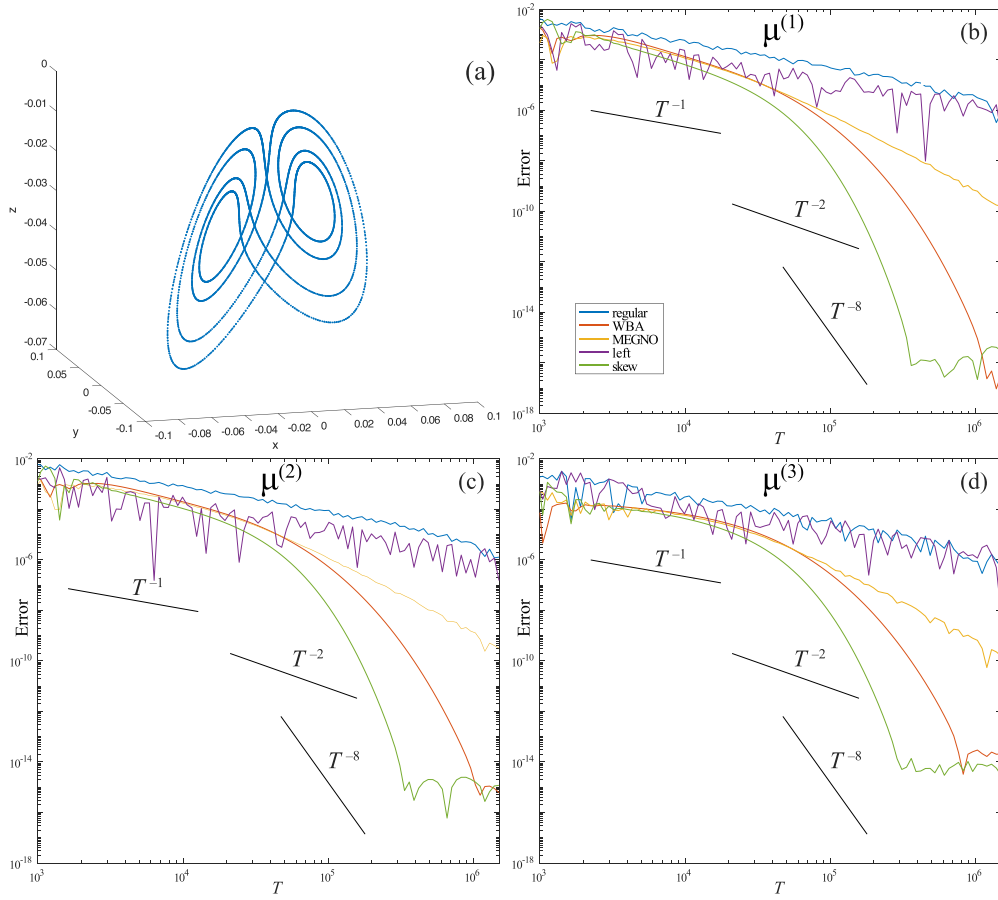 (a)
0
-0.01
-0.02
-0.03
-0.04
-0.05
-0.06
-0.07
z
0.1
0.05
0
-0.05
-0.1
y
-0.1
-0.08
-0.06
-0.04
-0.02
0
0.02
0.04
0.06
0.08
0.1
x
μ(1)
(b)
10-2
10-6
10-10
10-14
10-18
Error
T-1
T-2
T-8
regular
WBA
MEGNO
left
skew
103
104
105
106
T
μ(2)
(c)
10-2
10-6
10-10
10-14
10-18
Error
T-1
T-2
T-8
103
104
105
106
T
μ(3)
(d)
10-2
10-6
10-10
10-14
10-18
Error
T-1
T-2
T-8
103
104
105
106
T